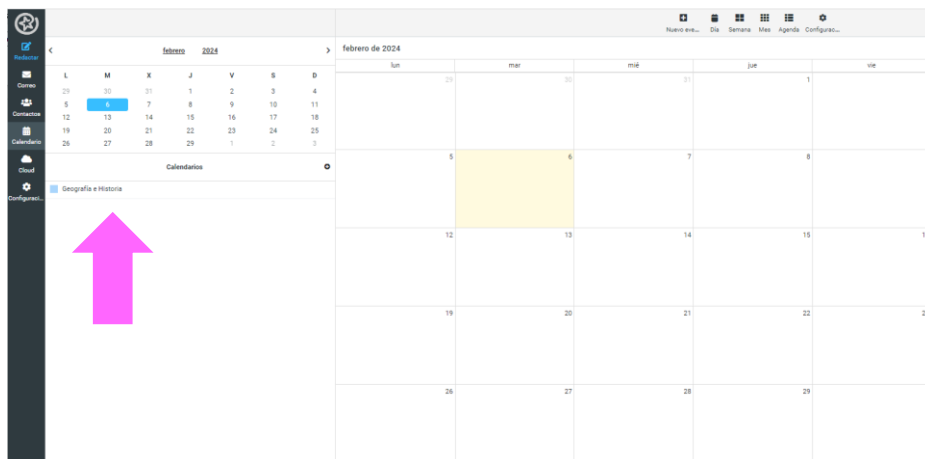 Nuevo eve... Día Semana Mes Agenda Configurac...
Redactar
Correo
Contactos
Calendario
Cloud
Configuraci...
febrero 2024
L M X J V S D
29 30 31 1 2 3 4
5 6 7 8 9 10 11
12 13 14 15 16 17 18
19 20 21 22 23 24 25
26 27 28 29 1 2 3
Calendarios
Geografía e Historia
febrero de 2024
lun mar mié jue vie
29 30 31 1
5 6 7 8
12 13 14 15 1
19 20 21 22 2
26 27 28 29